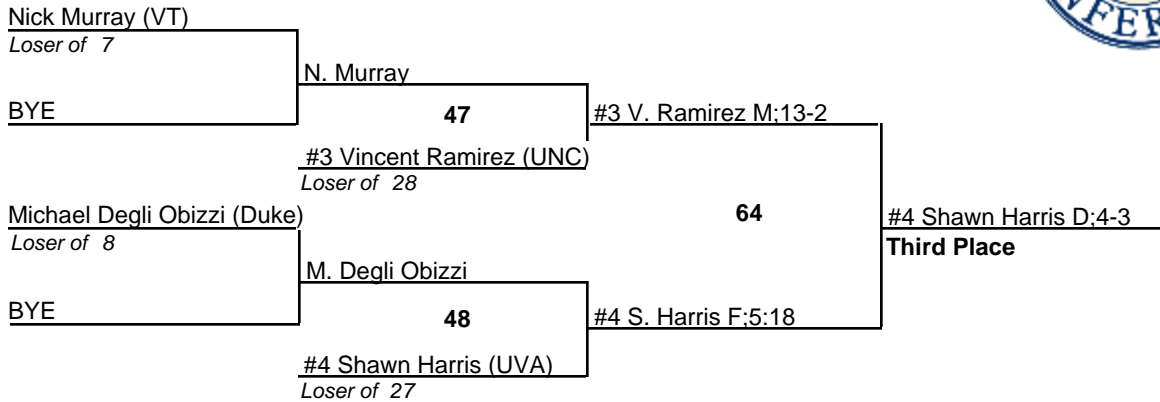 Nick Murray (VT)
Loser of 7
N. Murray
BYE
47
#3 V. Ramirez M;13-2
#3 Vincent Ramirez (UNC)
Loser of 28
Michael Degli Obizzi (Duke)
Loser of 8
64
#4 Shawn Harris D;4-3
Third Place
M. Degli Obizzi
BYE
48
#4 S. Harris F;5:18
#4 Shawn Harris (UVA)
Loser of 27